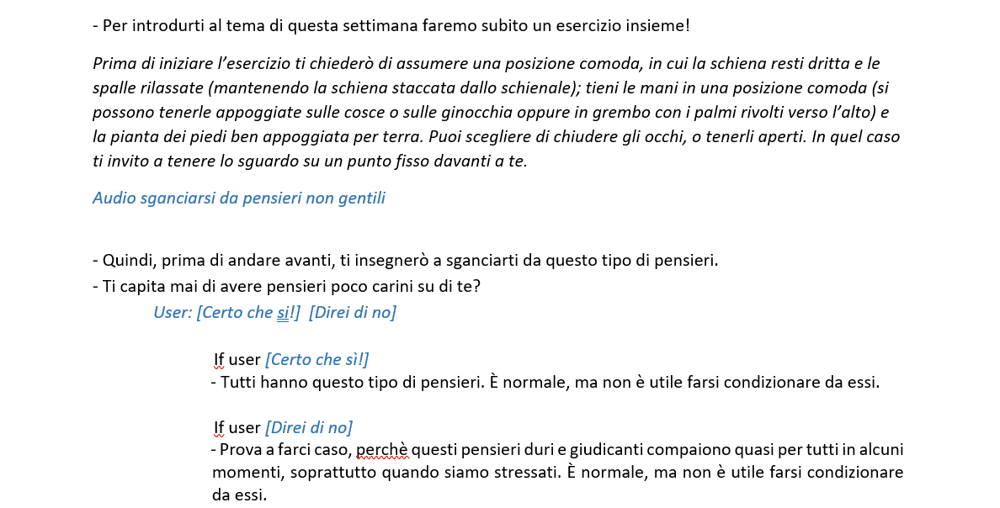 - Per introdurti al tema di questa settimana faremo subito un esercizio insieme!
Prima di iniziare l’esercizio ti chiederò di assumere una posizione comoda, in cui la schiena resti dritta e le
spalle rilassate (mantenendo la schiena staccata dallo schienale); tieni le mani in una posizione comoda (si
possono tenerle appoggiate sulle cosce o sulle ginocchia oppure in grembo con i palmi rivolti verso l’alto) e
la pianta dei piedi ben appoggiata per terra. Puoi scegliere di chiudere gli occhi, o tenerli aperti. In quel caso
ti invito a tenere lo sguardo su un punto fisso davanti a te.
Audio sganciarsi da pensieri non gentili
- Quindi, prima di andare avanti, ti insegnerò a sganciarti da questo tipo di pensieri.
- Ti capita mai di avere pensieri poco carini su di te?
User: [Certo che si!] [Direi di no]
If user [Certo che sì!]
- Tutti hanno questo tipo di pensieri. È normale, ma non è utile farsi condizionare da essi.
If user [Direi di no]
- Prova a farci caso, perchè questi pensieri duri e giudicanti compaiono quasi per tutti in alcuni
momenti, soprattutto quando siamo stressati. È normale, ma non è utile farsi condizionare
da essi.